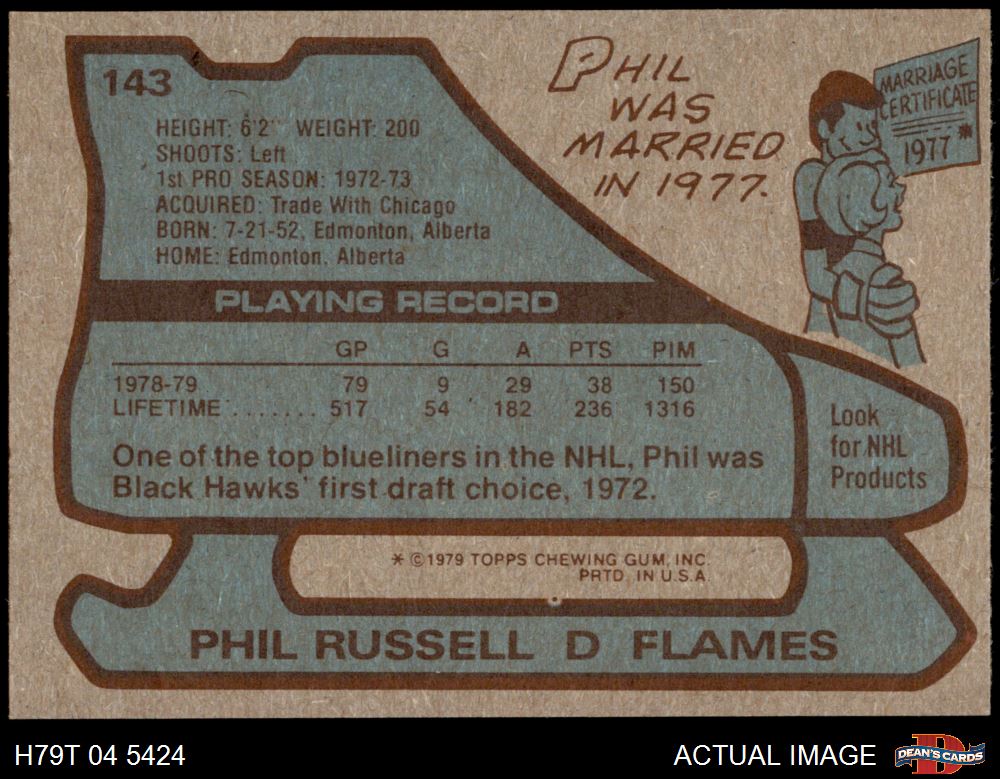 143
HEIGHT: 6'2" WEIGHT: 200
SHOOTS: Left
1st PRO SEASON: 1972-73
ACQUIRED: Trade With Chicago
BORN: 7-21-52, Edmonton, Alberta
HOME: Edmonton, Alberta
PHIL
WAS
MARRIED
IN 1977.
MARRIAGE
CERTIFICATE
1977 *
PLAYING RECORD
GP G A PTS PIM
1978-79 79 9 29 38 150
LIFETIME....... 517 54 182 236 1316
One of the top blueliners in the NHL, Phil was
Black Hawks' first draft choice, 1972.
Look
for NHL
Products
* ©1979 TOPPS CHEWING GUM, INC.
PRTD. IN U.S.A.
PHIL RUSSELL D FLAMES
H79T 04 5424
ACTUAL IMAGE
D
DEAN'S CARDS